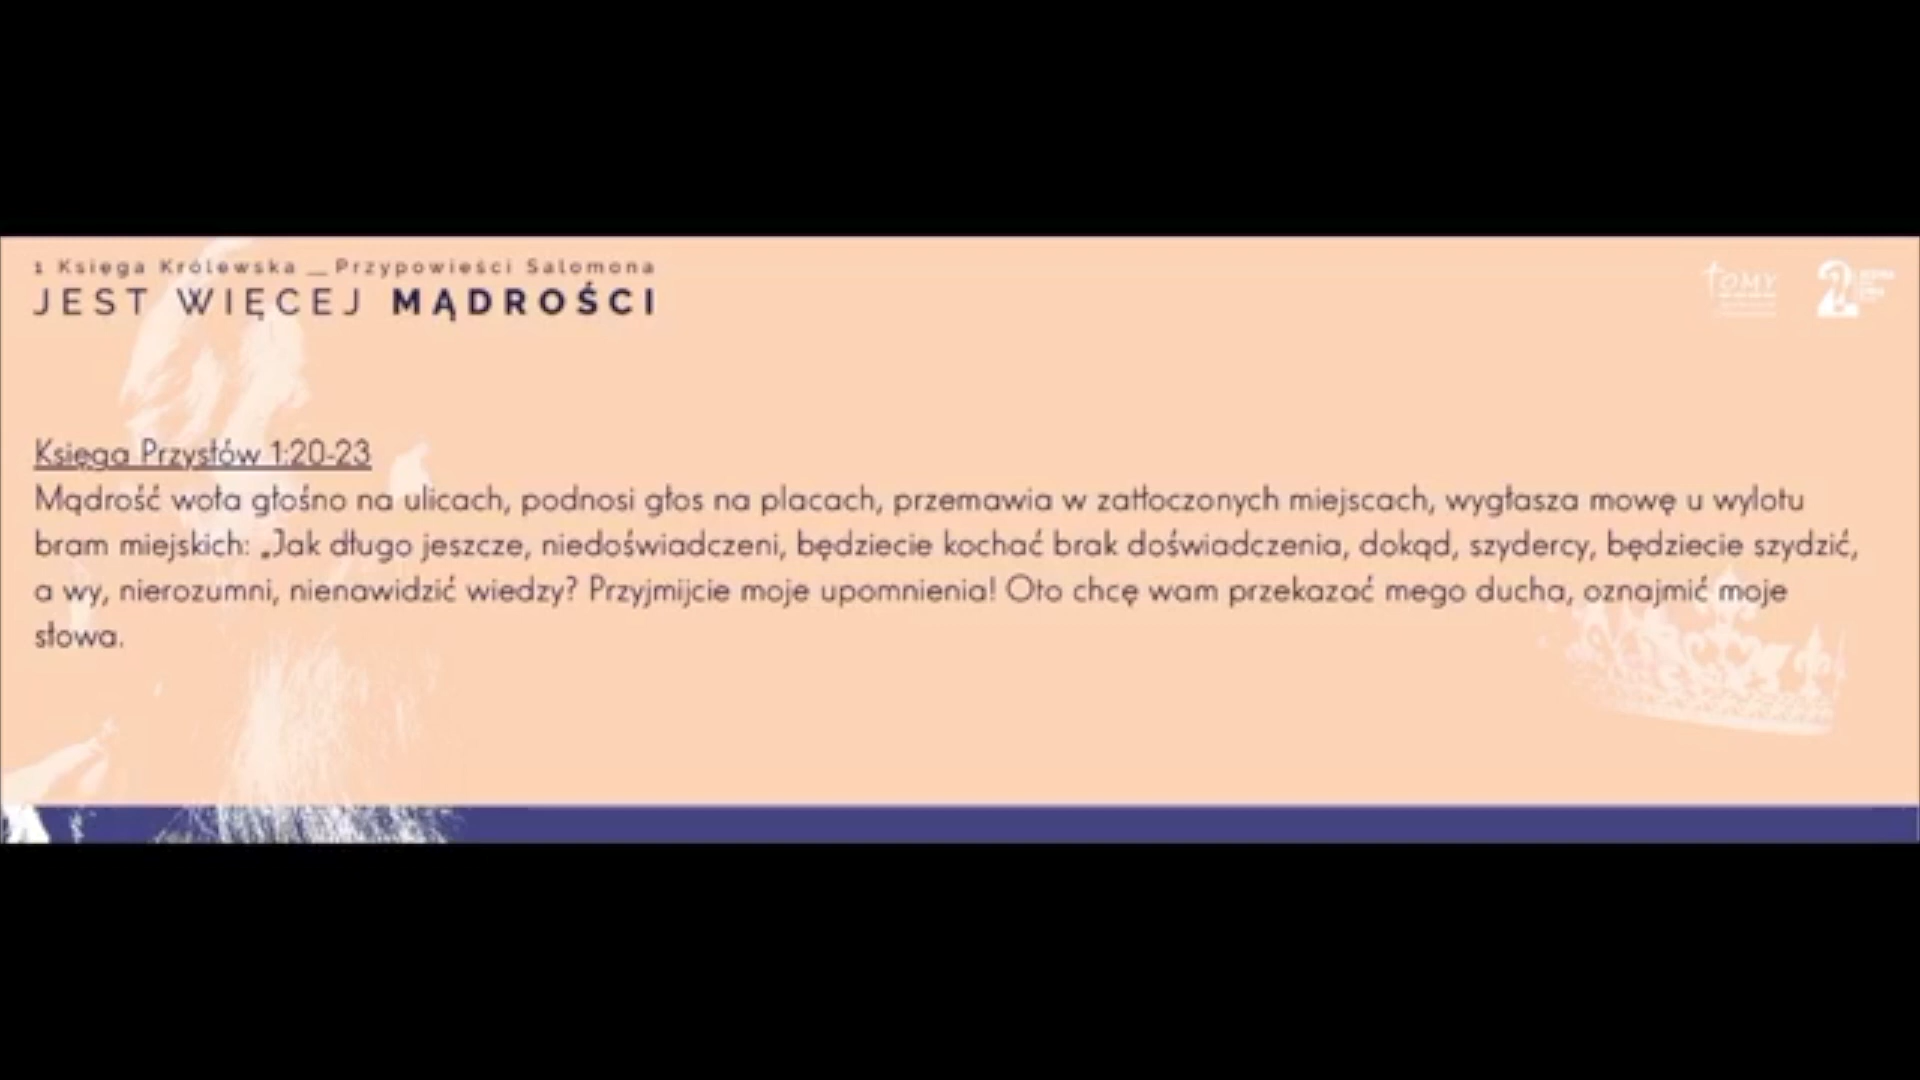 1 Księga Królewska __ Przypowieści Salomona
JEST WIĘCEJ MĄDROŚCI
TOMY
2
Księga Przysłów 1:20-23
Mądrość woła głośno na ulicach, podnosi głos na placach, przemawia w zatłoczonych miejscach, wygłasza mowę u wylotu
bram miejskich: „Jak długo jeszcze, niedoświadczeni, będziecie kochać brak doświadczenia, dokąd, szydercy, będziecie szydzić,
a wy, nierozumni, nienawidzić wiedzy? Przyjmijcie moje upomnienia! Oto chcę wam przekazać mego ducha, oznajmić moje
słowa.